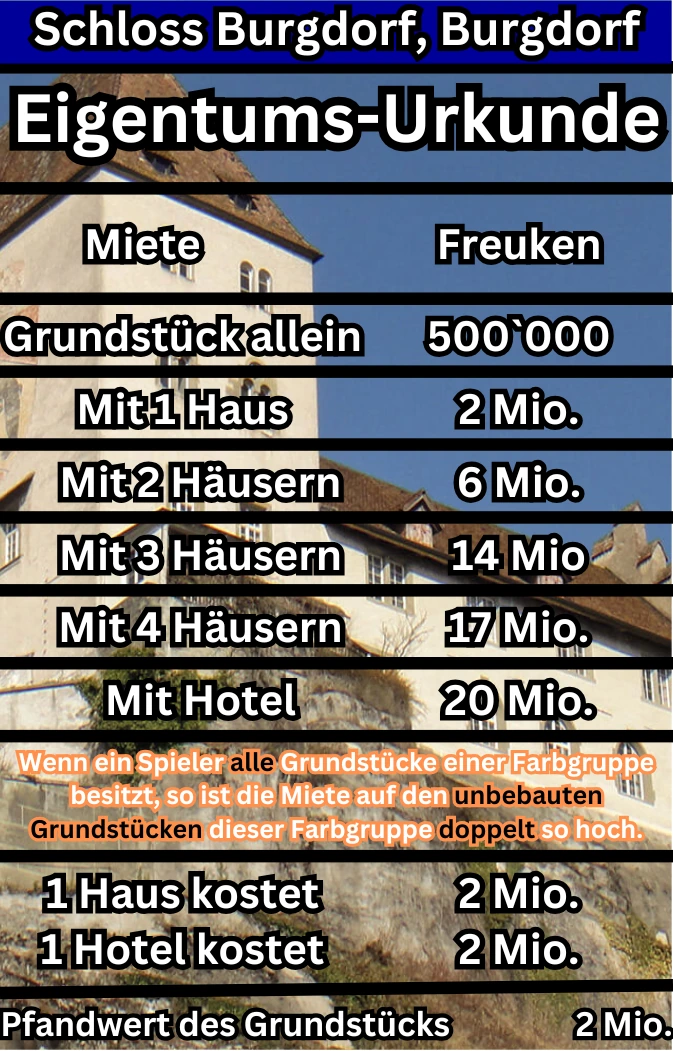 Schloss Burgdorf, Burgdorf
Eigentums-Urkunde
Miete Freuken
Grundstück allein 500`000
Mit 1 Haus 2 Mio.
Mit 2 Häusern 6 Mio.
Mit 3 Häusern 14 Mio
Mit 4 Häusern 17 Mio.
Mit Hotel 20 Mio.
Wenn ein Spieler alle Grundstücke einer Farbgruppe
besitzt, so ist die Miete auf den unbebauten
Grundstücken dieser Farbgruppe doppelt so hoch.
1 Haus kostet 2 Mio.
1 Hotel kostet 2 Mio.
Pfandwert des Grundstücks 2 Mio.